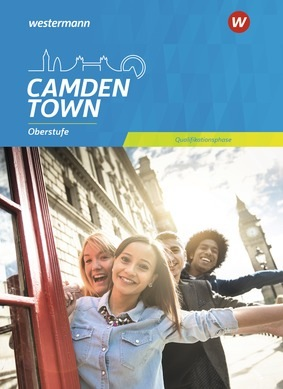 westermann
W
CAMDEN
TOWN
Oberstufe
Qualifikationsphase